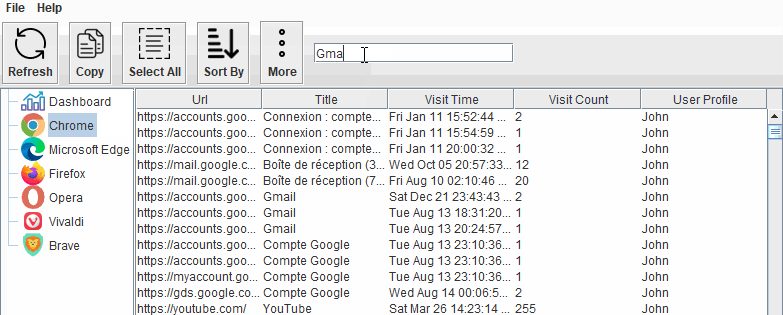 File Help
Refresh Copy Select All Sort By More Gma
Dashboard
Chrome
Microsoft Edge
Firefox
Opera
Vivaldi
Brave
Url Title Visit Time Visit Count User Profile
https://accounts.goo... Connexion : compte... Fri Jan 11 15:52:44 ... 2 John
https://accounts.goo... Connexion : compte... Fri Jan 11 15:54:59 ... 1 John
https://accounts.goo... Connexion : compte... Fri Jan 11 20:00:32 ... 1 John
https://mail.google.c... Boîte de réception (3... Wed Oct 05 20:57:33... 12 John
https://mail.google.c... Boîte de réception (7... Fri Aug 10 02:10:46 ... 20 John
https://accounts.goo... Gmail Sat Dec 21 23:43:43 ... 2 John
https://accounts.goo... Gmail Tue Aug 13 18:31:20... 1 John
https://accounts.goo... Gmail Tue Aug 13 20:24:57... 1 John
https://accounts.goo... Compte Google Tue Aug 13 23:10:36... 1 John
https://accounts.goo... Compte Google Tue Aug 13 23:10:36... 1 John
https://myaccount.go... Compte Google Tue Aug 13 23:10:36... 1 John
https://gds.google.co... Compte Google Wed Aug 14 00:06:5... 2 John
https://youtube.com/ YouTube Sat Mar 26 14:23:14 ... 255 John